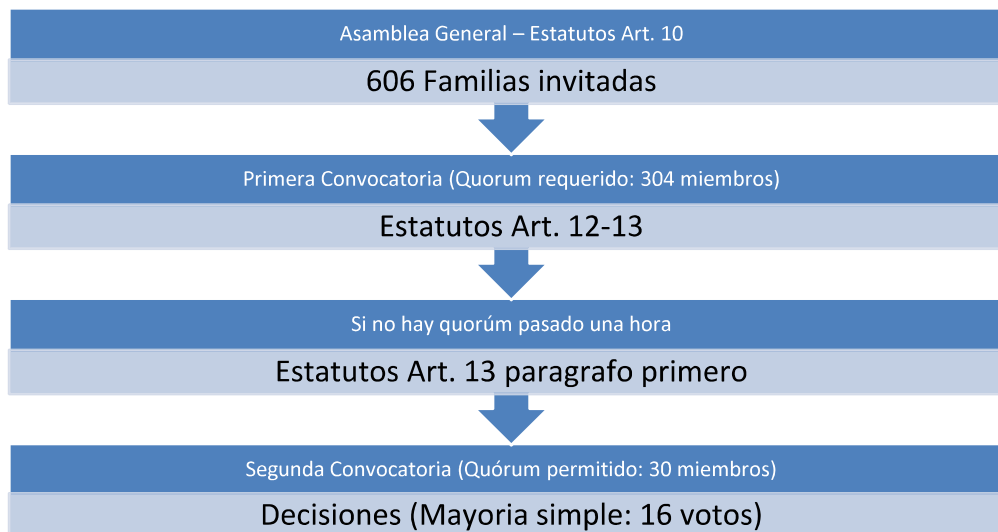 Asamblea General – Estatutos Art. 10
606 Familias invitadas
Primera Convocatoria (Quorum requerido: 304 miembros)
Estatutos Art. 12-13
Si no hay quorúm pasado una hora
Estatutos Art. 13 paragrafo primero
Segunda Convocatoria (Quórum permitido: 30 miembros)
Decisiones (Mayoria simple: 16 votos)